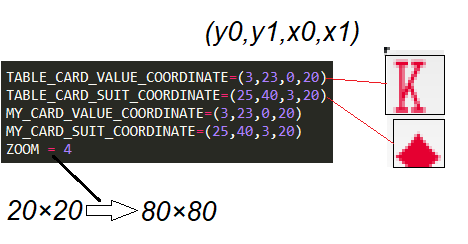 (y0,y1,x0,x1)
TABLE_CARD_VALUE_COORDINATE=(3,23,0,20)
TABLE_CARD_SUIT_COORDINATE=(25,40,3,20)
MY_CARD_VALUE_COORDINATE=(3,23,0,20)
MY_CARD_SUIT_COORDINATE=(25,40,3,20)
ZOOM = 4
K
20×20 80×80